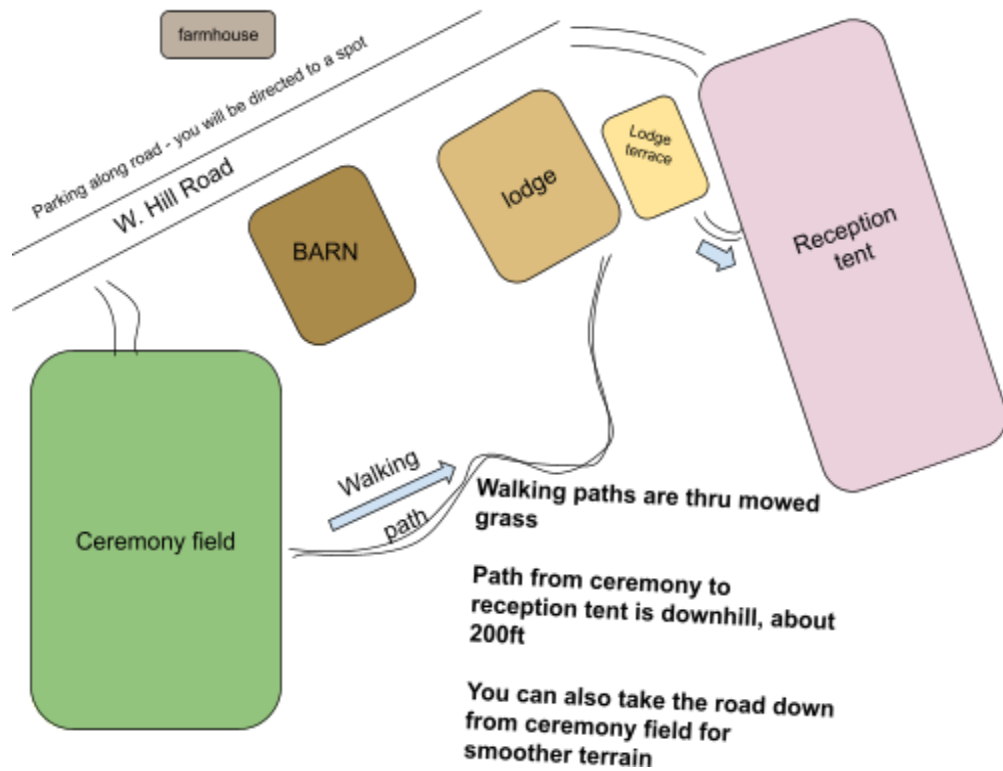 farmhouse
Parking along road - you will be directed to a spot
W. Hill Road
BARN
lodge
Lodge
terrace
Reception
tent
Ceremony field
Walking
path
Walking paths are thru mowed
grass
Path from ceremony to
reception tent is downhill, about
200ft
You can also take the road down
from ceremony field for
smoother terrain